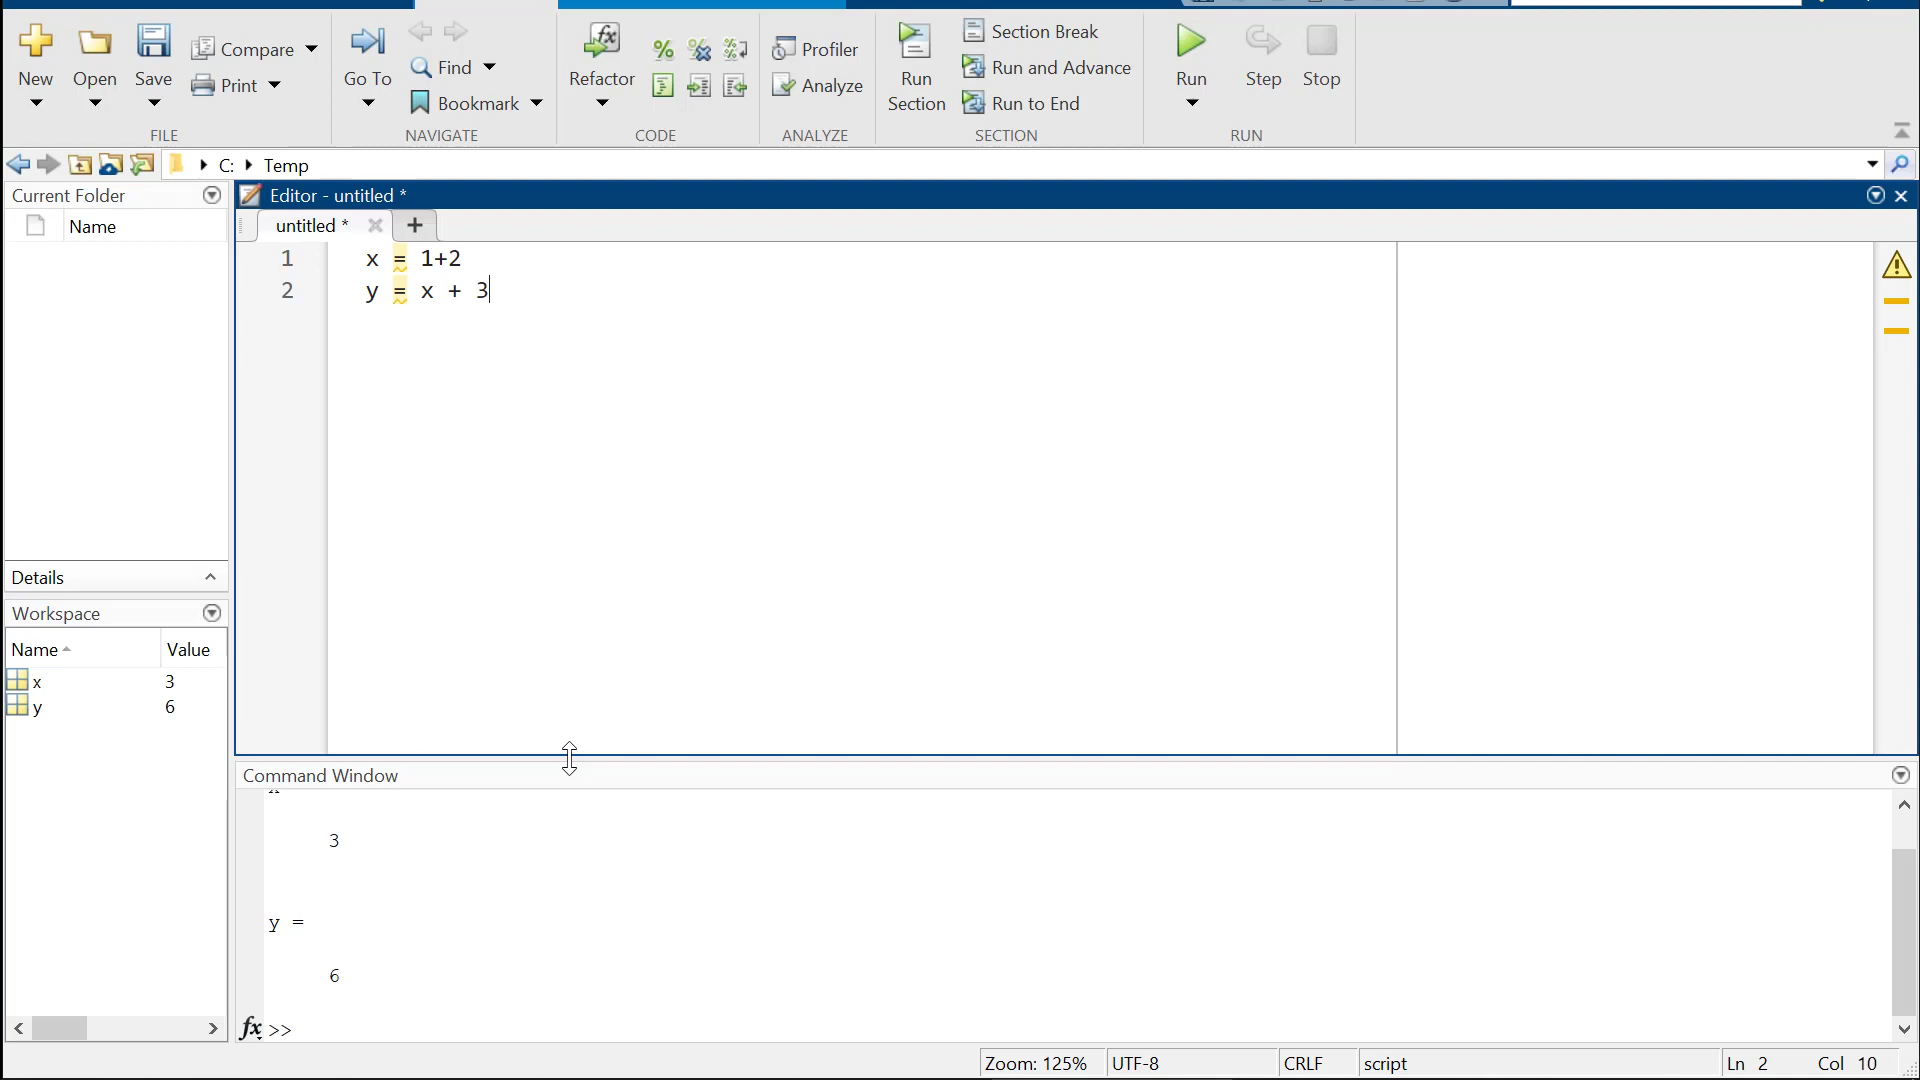 New
Open
Save
Compare
Print
FILE
Go To
Find
Bookmark
NAVIGATE
Refactor
CODE
Profiler
Analyze
ANALYZE
Run
Section
Section Break
Run and Advance
Run to End
SECTION
Run
Step
Stop
RUN
C: Temp
Current Folder
Name
Editor - untitled *
untitled * +
1 x = 1+2
2 y = x + 3
Details
Workspace
Name Value
x 3
y 6
Command Window
3
y =
6
fx >>
Zoom: 125% UTF-8 CRLF script Ln 2 Col 10